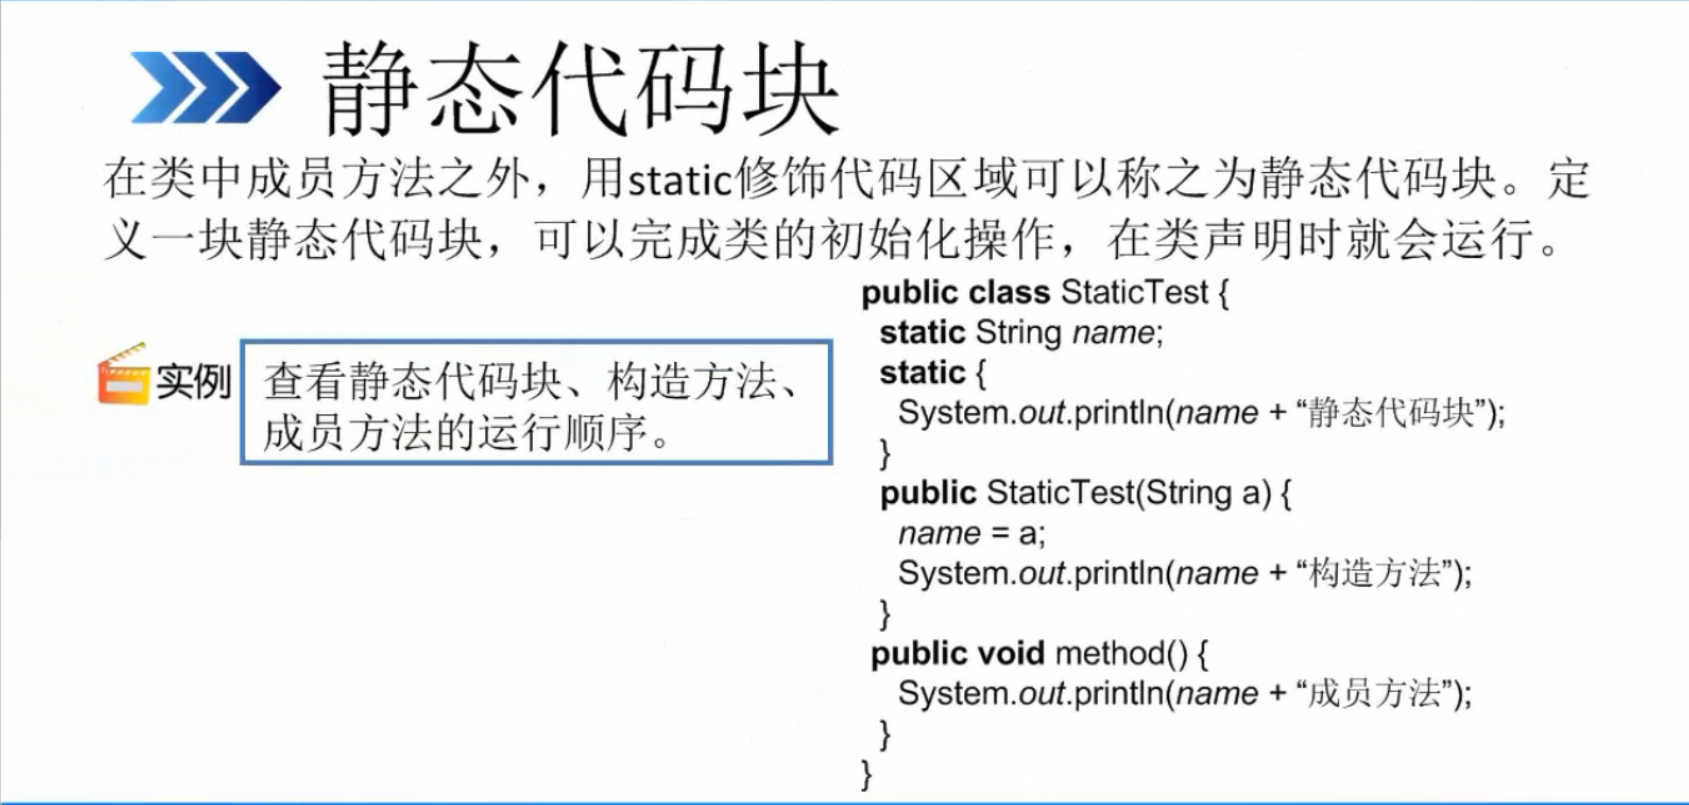 静态代码块
在类中成员方法之外，用static修饰代码区域可以称之为静态代码块。定
义一块静态代码块，可以完成类的初始化操作，在类声明时就会运行。
实例
查看静态代码块、构造方法、
成员方法的运行顺序。
public class StaticTest {
static String name;
static {
System.out.println(name + “静态代码块”);
}
public StaticTest(String a) {
name = a;
System.out.println(name + “构造方法”);
}
public void method() {
System.out.println(name + “成员方法”);
}
}